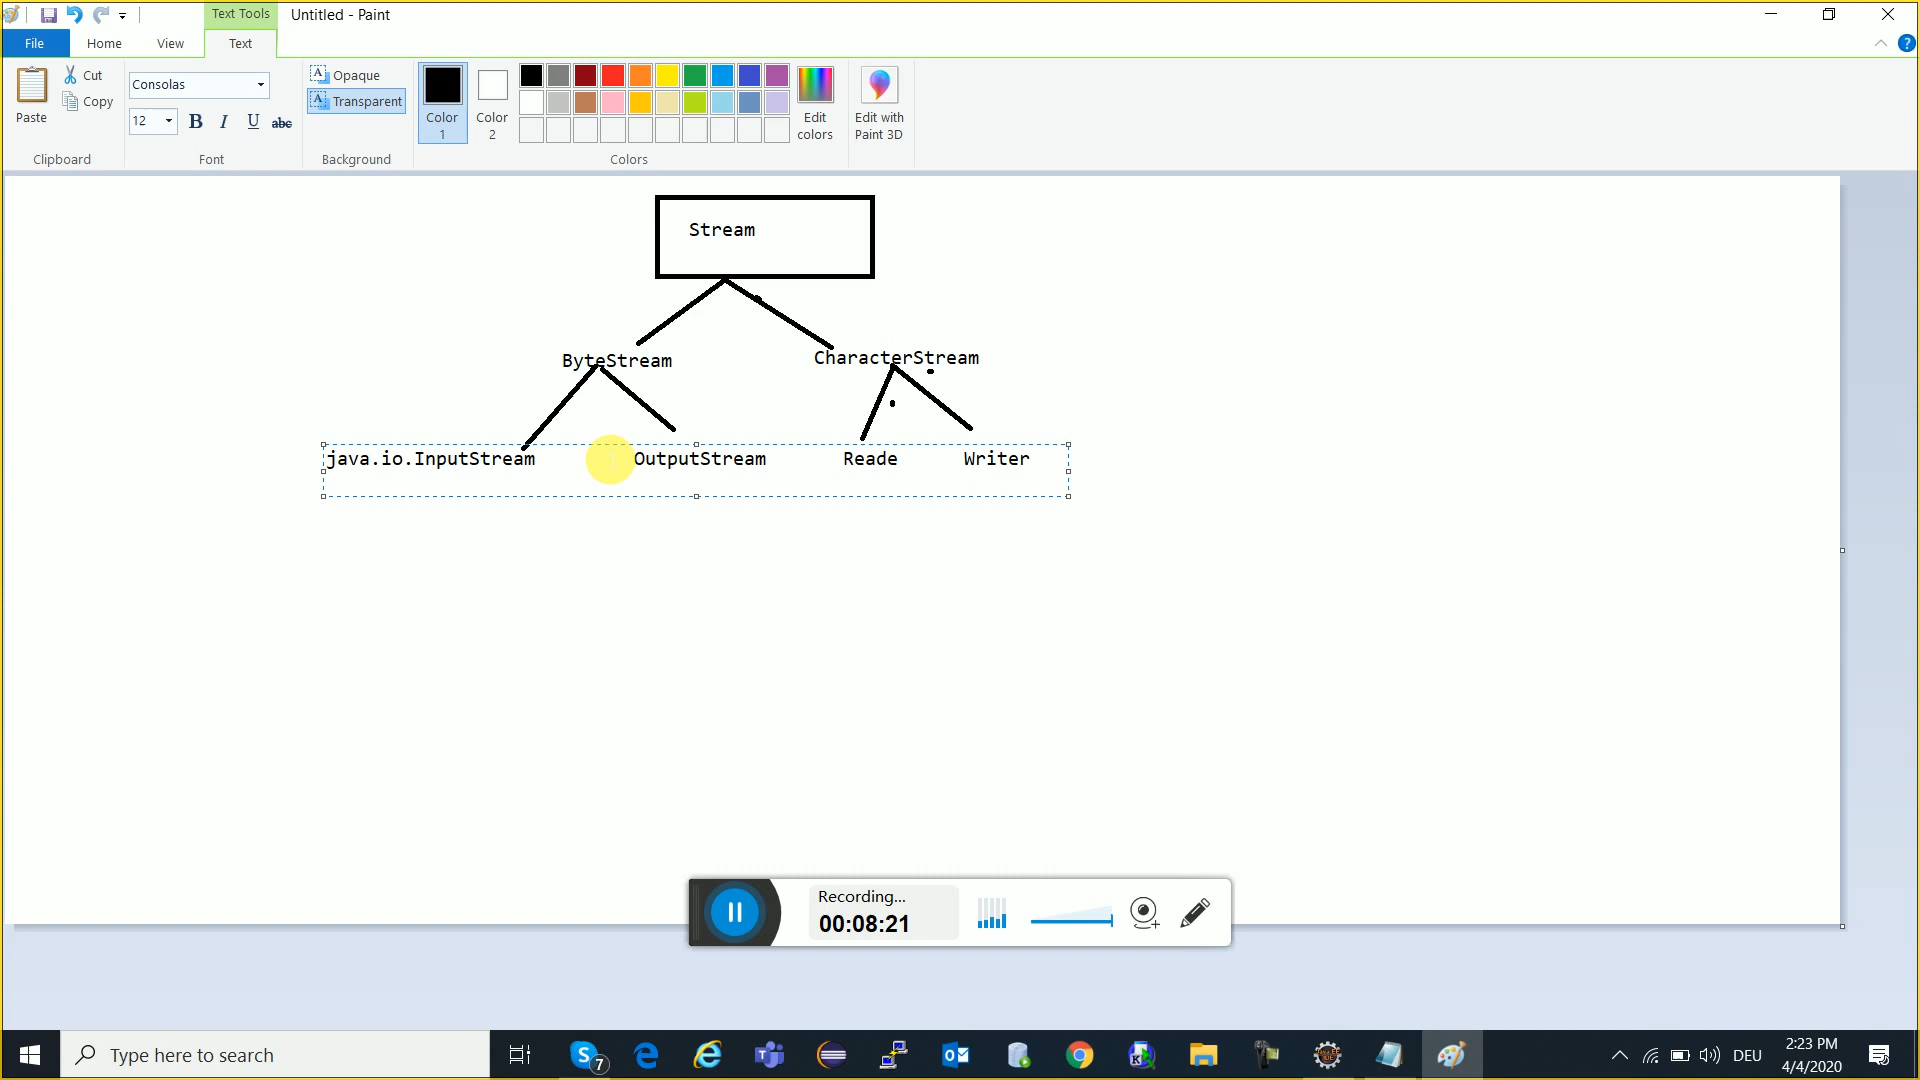 Text Tools
Untitled - Paint
File
Home
View
Text
Paste
Cut
Copy
Clipboard
Consolas
12
B I U abc
Font
Opaque
Transparent
Background
Color 1
Color 2
Edit colors
Colors
Edit with Paint 3D
Stream
ByteStream
CharacterStream
java.io.InputStream OutputStream Reade Writer
Recording...
00:08:21
Type here to search
7
DEU
2:23 PM
4/4/2020